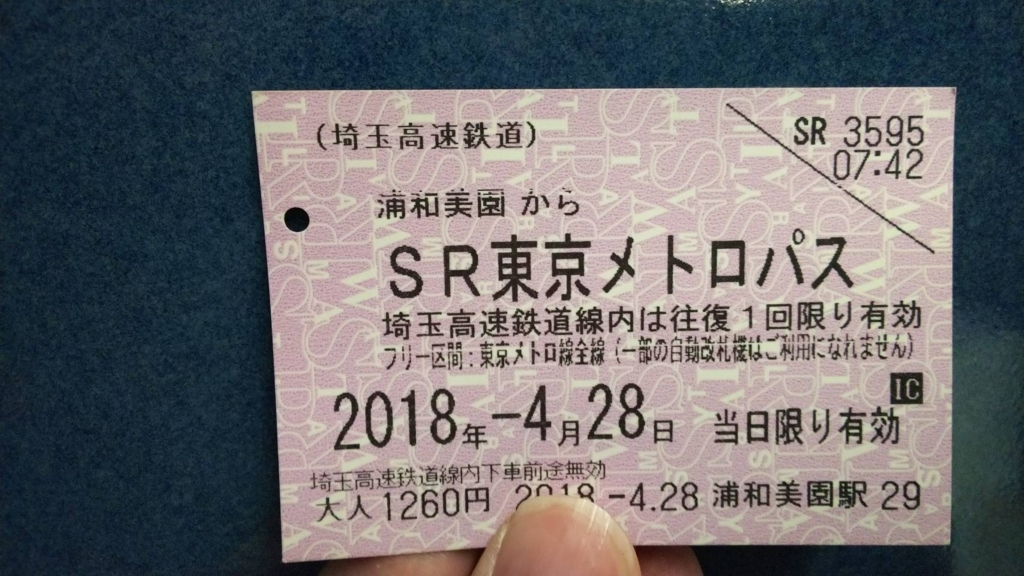 (埼玉高速鉄道)
SR 3595
07:42
浦和美園 から
SR東京メトロパス
埼玉高速鉄道線内は往復1回限り有効
フリー区間:東京メトロ線全線(一部の自動改札機はご利用になれません)
IC
2018年 -4月28日 当日限り有効
埼玉高速鉄道線内下車前途無効
大人1260円 2018 -4.28 浦和美園駅 29